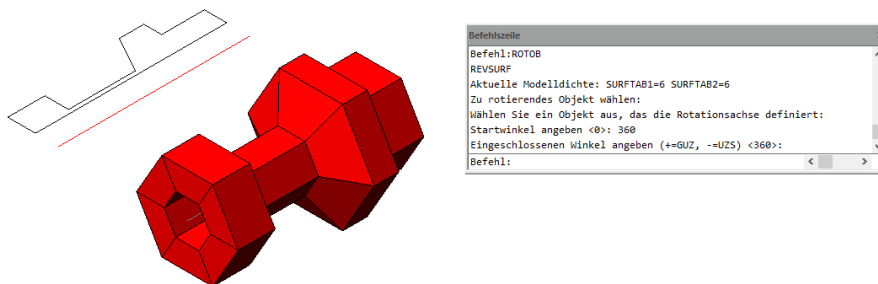 Befehlszeile
Befehl:ROTOB
REVSURF
Aktuelle Modelldichte: SURFTAB1=6 SURFTAB2=6
Zu rotierendes Objekt wählen:
Wählen Sie ein Objekt aus, das die Rotationsachse definiert:
Startwinkel angeben <0>: 360
Eingeschlossenen Winkel angeben (+=GUZ, -=UZS) <360>:
Befehl: